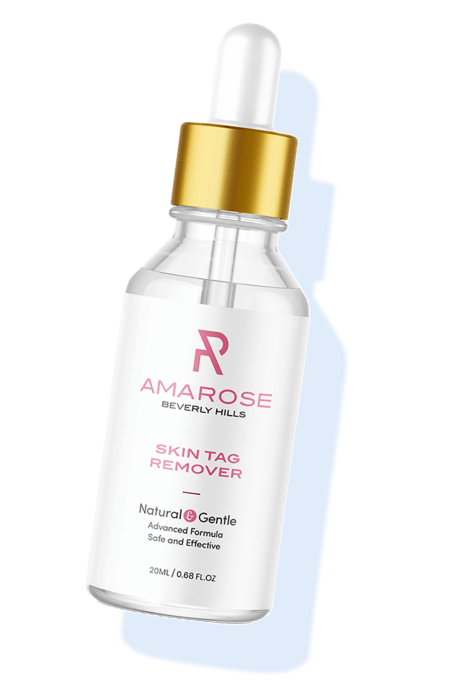 AMAROSE
BEVERLY HILLS
SKIN TAG
REMOVER
Natural & Gentle
Advanced Formula
Safe and Effective
20ML / 0.68 FL.OZ